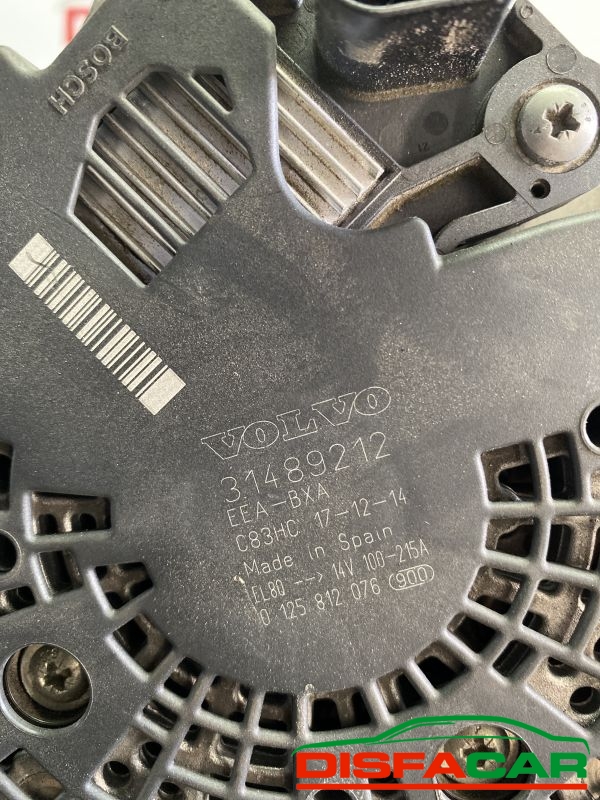 BOSCH
12
VOLVO
31489212
EEA-BXA
C83HC 17-12-14
Made in Spain
EL80 ---> 14V 100-215A
0 125 812 076 900
DISFACAR